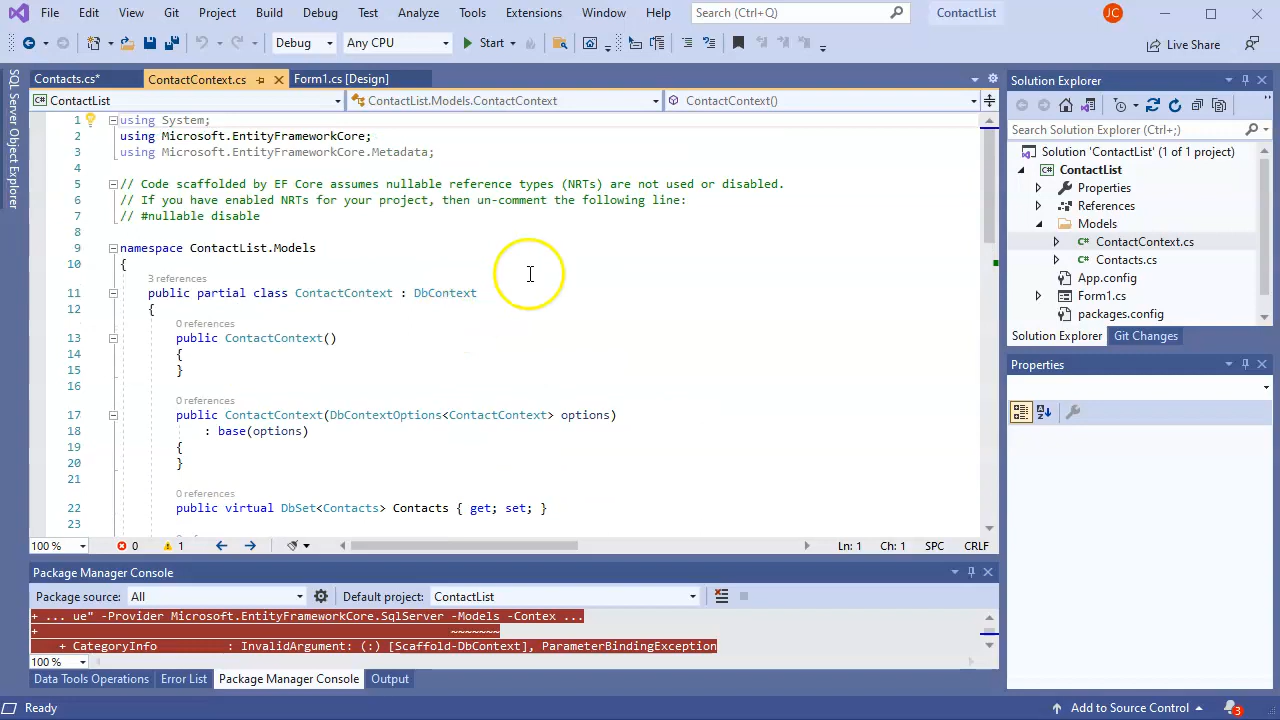 File Edit View Git Project Build Debug Test Analyze Tools Extensions Window Help Search (Ctrl+Q) ContactList JC
Debug Any CPU Start Live Share
SQL Server Object Explorer
Contacts.cs* ContactContext.cs Form1.cs [Design]
ContactList ContactList.Models.ContactContext ContactContext()
1 using System;
2 using Microsoft.EntityFrameworkCore;
3 using Microsoft.EntityFrameworkCore.Metadata;
4
5 // Code scaffolded by EF Core assumes nullable reference types (NRTs) are not used or disabled.
6 // If you have enabled NRTs for your project, then un-comment the following line:
7 // #nullable disable
8
9 namespace ContactList.Models
10 {
3 references
11 public partial class ContactContext : DbContext
12 {
0 references
13 public ContactContext()
14 {
15 }
16
0 references
17 public ContactContext(DbContextOptions<ContactContext> options)
18 : base(options)
19 {
20 }
21
0 references
22 public virtual DbSet<Contacts> Contacts { get; set; }
23
100 % 0 1 Ln: 1 Ch: 1 SPC CRLF
Package Manager Console
Package source: All Default project: ContactList
+ ... ue" -Provider Microsoft.EntityFrameworkCore.SqlServer -Models -Contex ...
+ ~~~~~~~
+ CategoryInfo : InvalidArgument: (:) [Scaffold-DbContext], ParameterBindingException
100 %
Data Tools Operations Error List Package Manager Console Output
Ready Add to Source Control 3
Solution Explorer
Search Solution Explorer (Ctrl+;)
Solution 'ContactList' (1 of 1 project)
ContactList
Properties
References
Models
ContactContext.cs
Contacts.cs
App.config
Form1.cs
packages.config
Solution Explorer Git Changes
Properties